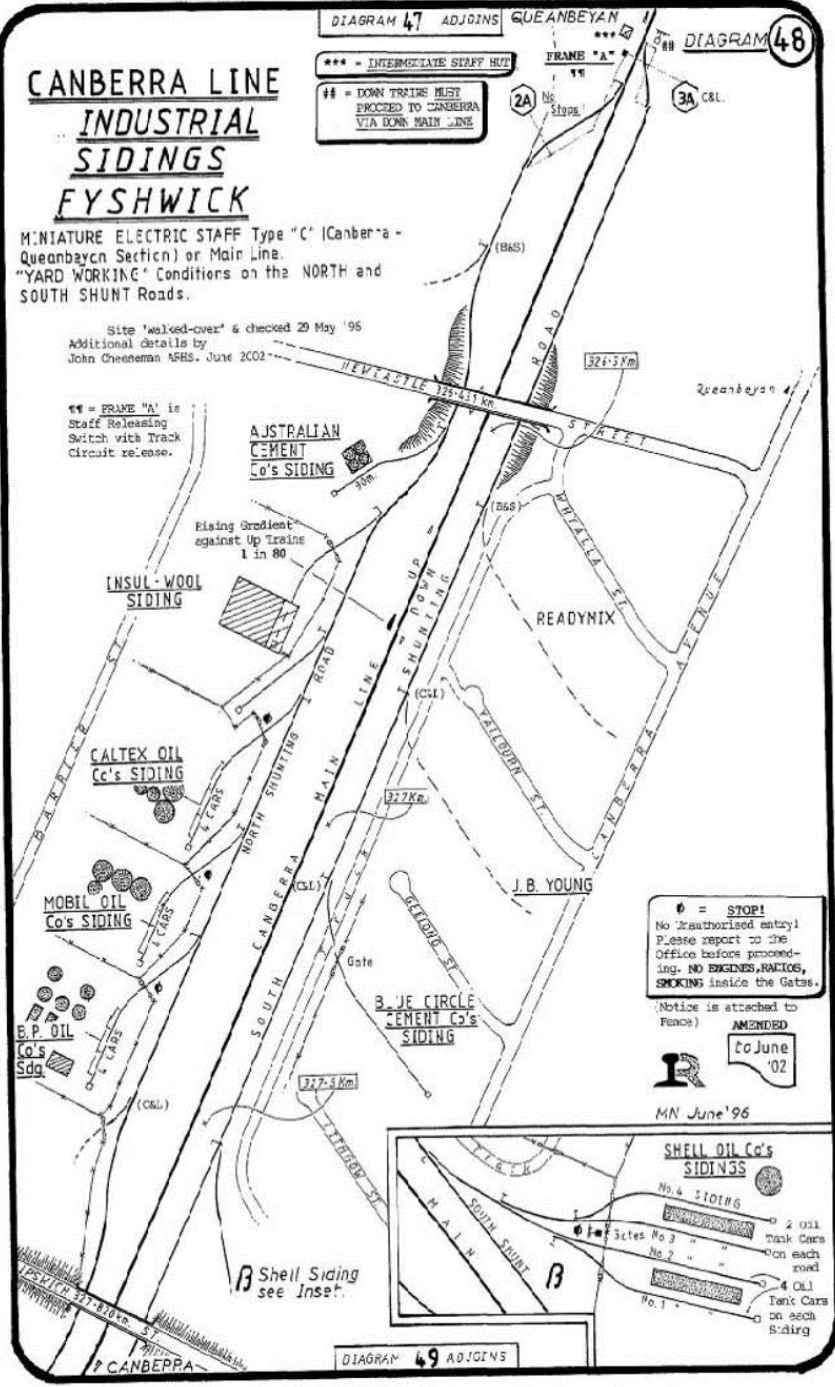 DIAGRAM 47 ADJOINS
QUEANBEYAN
DIAGRAM 48
*** = INTERMEDIATE STAFF HUT
## = DOWN TRAINS MUST
PROCEED TO CANBERRA
VIA DOWN MAIN LINE
***
##
FRAME "A"
¶¶
2A
No
Stops
3A
C&L
CANBERRA LINE
INDUSTRIAL
SIDINGS
FYSHWICK
MINIATURE ELECTRIC STAFF Type "C" (Canberra -
Queanbeyan Section) on Main Line.
"YARD WORKING" Conditions on the NORTH and
SOUTH SHUNT Roads.
Site 'walked-over' & checked 29 May '96
Additional details by
John Cheeseman ARHS. June 2002
¶¶ = FRAME "A" is
Staff Releasing
Switch with Track
Circuit release.
(B&S)
ROAD
NEWCASTLE 326·431 km. STREET
326·5 Km
Queanbeyan
AUSTRALIAN
CEMENT
Co's SIDING
30m.
(B&S)
WHYALLA ST.
Rising Gradient
against Up Trains
1 in 80
INSUL-WOOL
SIDING
READYMIX
UP
DOWN
SHUNTING
(C&L)
BARRIER ST.
NORTH SHUNTING ROAD
CANBERRA MAIN LINE
SOUTH
YALLOURN ST.
CANBERRA AVENUE
CALTEX OIL
Co's SIDING
4 CARS
327 Km.
J.B. YOUNG
MOBIL OIL
Co's SIDING
4 CARS
(C&L)
GEELONG ST.
Gate
BLUE CIRCLE
CEMENT Co's
SIDING
B.P. OIL
Co's
Sdg.
4 CARS
(C&L)
327·5 Km
LITHGOW ST.
= STOP!
No Unauthorised entry!
Please report to the
Office before proceed-
ing. NO ENGINES, RADIOS,
SMOKING inside the Gates.
(Notice is attached to
Fence)
AMENDED
to June
'02
MN June '96
β Shell Siding
see Inset.
SHELL OIL Co's
SIDINGS
No.4 SIDING
No 3 " "
No.2 " "
No.1 " "
Gates
MAIN
SOUTH SHUNT
β
2 Oil
Tank Cars
on each
road
4 Oil
Tank Cars
on each
Siding
IPSWICH 327·820 km. ST.
CANBERRA
DIAGRAM 49 ADJOINS